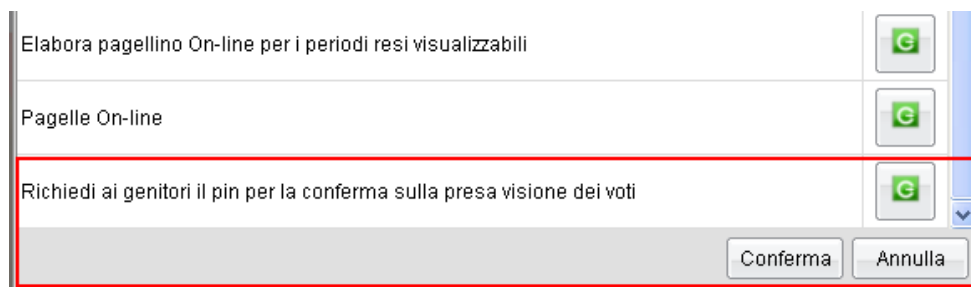 Elabora pagellino On-line per i periodi resi visualizzabili
G
Pagelle On-line
G
Richiedi ai genitori il pin per la conferma sulla presa visione dei voti
G
Conferma Annulla